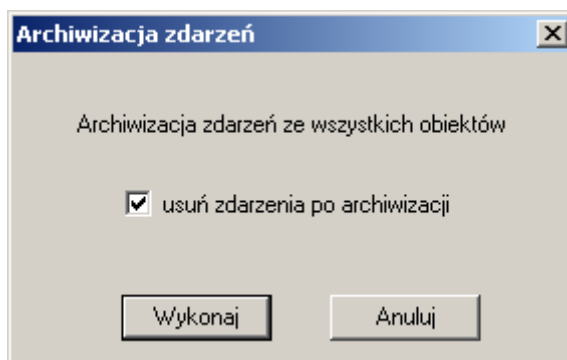 Archiwizacja zdarzeń
Archiwizacja zdarzeń ze wszystkich obiektów
usuń zdarzenia po archiwizacji
Wykonaj
Anuluj